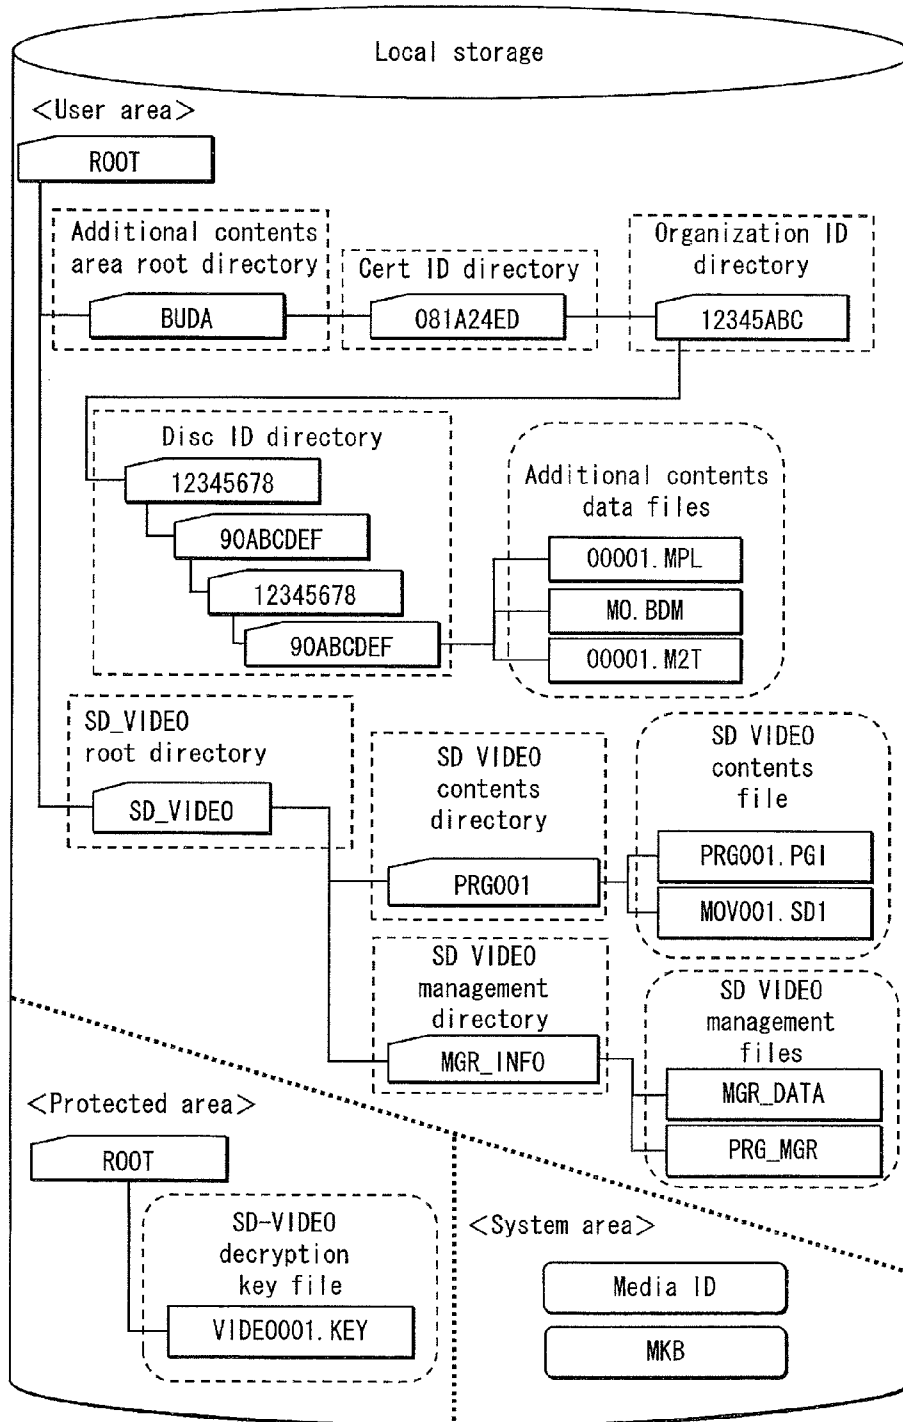 Local storage
<User area>
ROOT
Additional contents
area root directory
BUDA
Cert ID directory
081A24ED
Organization ID
directory
12345ABC
Disc ID directory
12345678
90ABCDEF
12345678
90ABCDEF
Additional contents
data files
00001.MPL
MO.BDM
00001.M2T
SD_VIDEO
root directory
SD_VIDEO
SD VIDEO
contents
directory
PRG001
SD VIDEO
contents
file
PRG001.PGI
MOV001.SD1
SD VIDEO
management
directory
MGR_INFO
SD VIDEO
management
files
MGR_DATA
PRG_MGR
<Protected area>
ROOT
SD-VIDEO
decryption
key file
VIDEO001.KEY
<System area>
Media ID
MKB